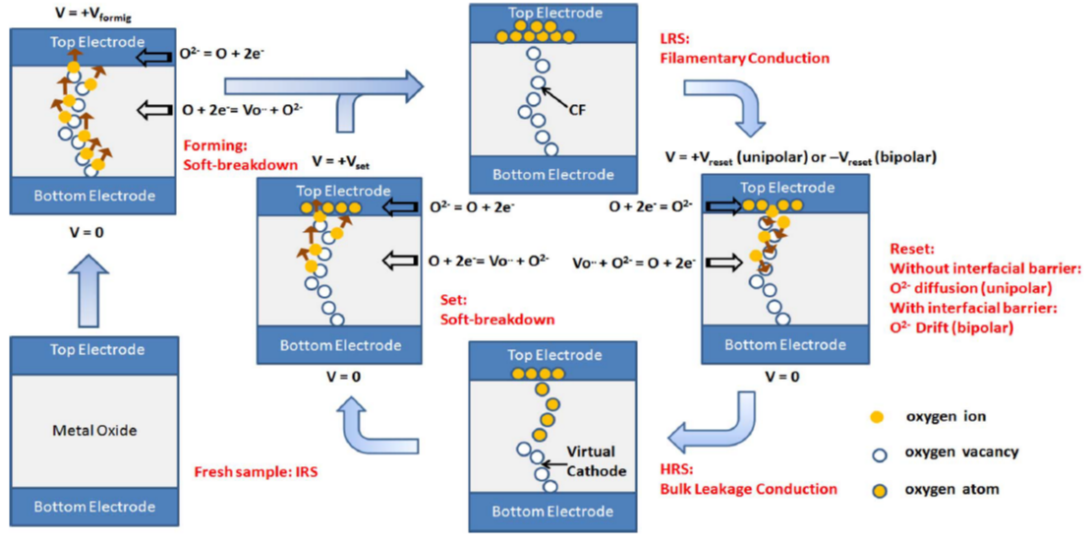 V = +Vformig
Top Electrode
O²⁻ = O + 2e⁻
O + 2e⁻= Vo·· + O²⁻
Forming:
Soft-breakdown
Bottom Electrode
V = 0
Top Electrode
CF
Bottom Electrode
LRS:
Filamentary Conduction
V = +Vset
Top Electrode
O²⁻ = O + 2e⁻
O + 2e⁻= Vo·· + O²⁻
Set:
Soft-breakdown
Bottom Electrode
V = 0
V = +Vreset (unipolar) or –Vreset (bipolar)
Top Electrode
O + 2e⁻ = O²⁻
Vo·· + O²⁻ = O + 2e⁻
Bottom Electrode
V = 0
Reset:
Without interfacial barrier:
O²⁻ diffusion (unipolar)
With interfacial barrier:
O²⁻ Drift (bipolar)
Top Electrode
Metal Oxide
Bottom Electrode
Fresh sample: IRS
Top Electrode
Virtual
Cathode
Bottom Electrode
HRS:
Bulk Leakage Conduction
oxygen ion
oxygen vacancy
oxygen atom